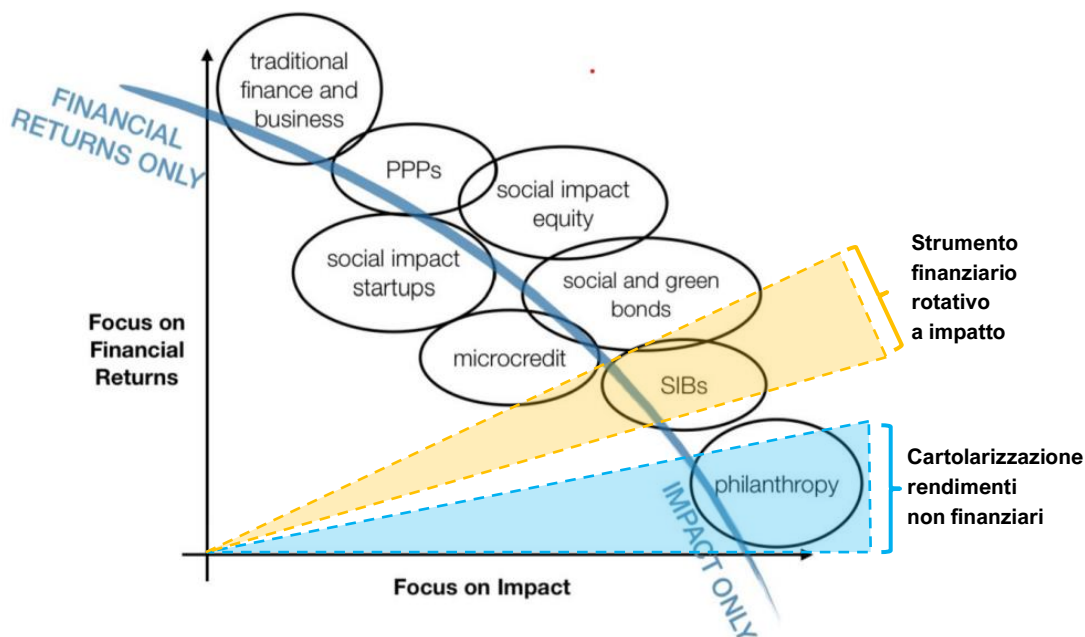 traditional
finance and
business
FINANCIAL
RETURNS ONLY
PPPs
social impact
equity
social impact
startups
social and green
bonds
Strumento
finanziario
rotativo
a impatto
Focus on
Financial
Returns
microcredit
SIBs
philanthropy
Cartolarizzazione
rendimenti
non finanziari
IMPACT ONLY
Focus on Impact